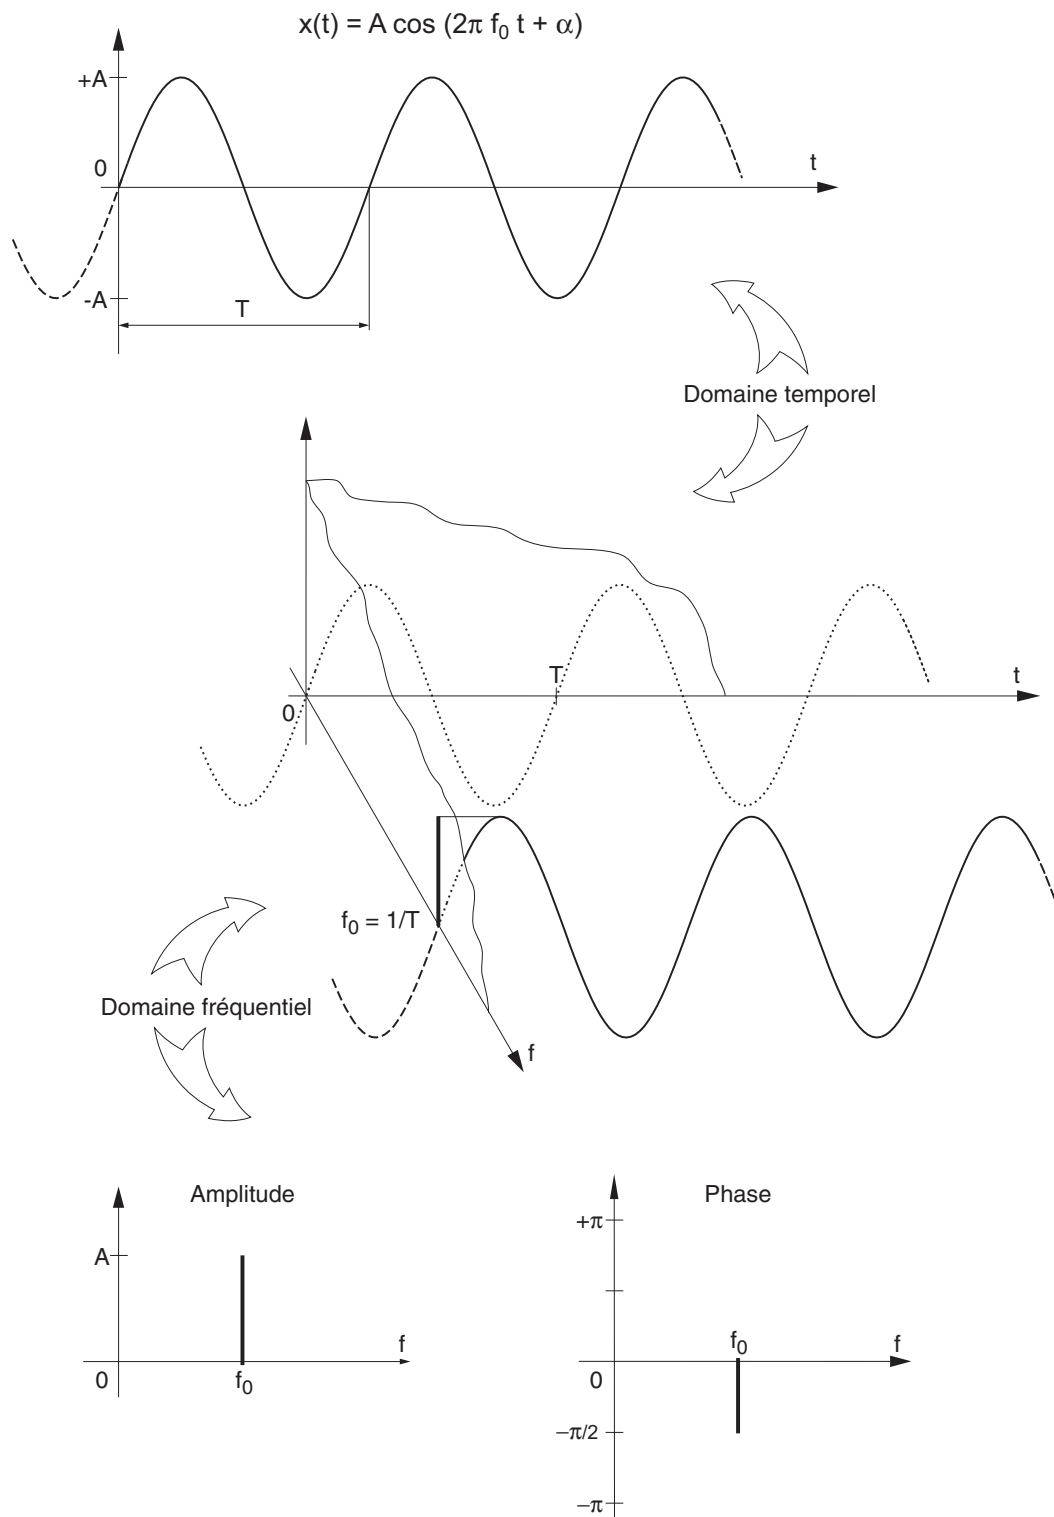 x(t) = A cos (2π f₀ t + α)
+A
0
t
-A
T
Domaine temporel
T
t
0
f₀ = 1/T
Domaine fréquentiel
f
Amplitude
Phase
+π
A
f
f₀
f
0
f₀
0
−π/2
−π